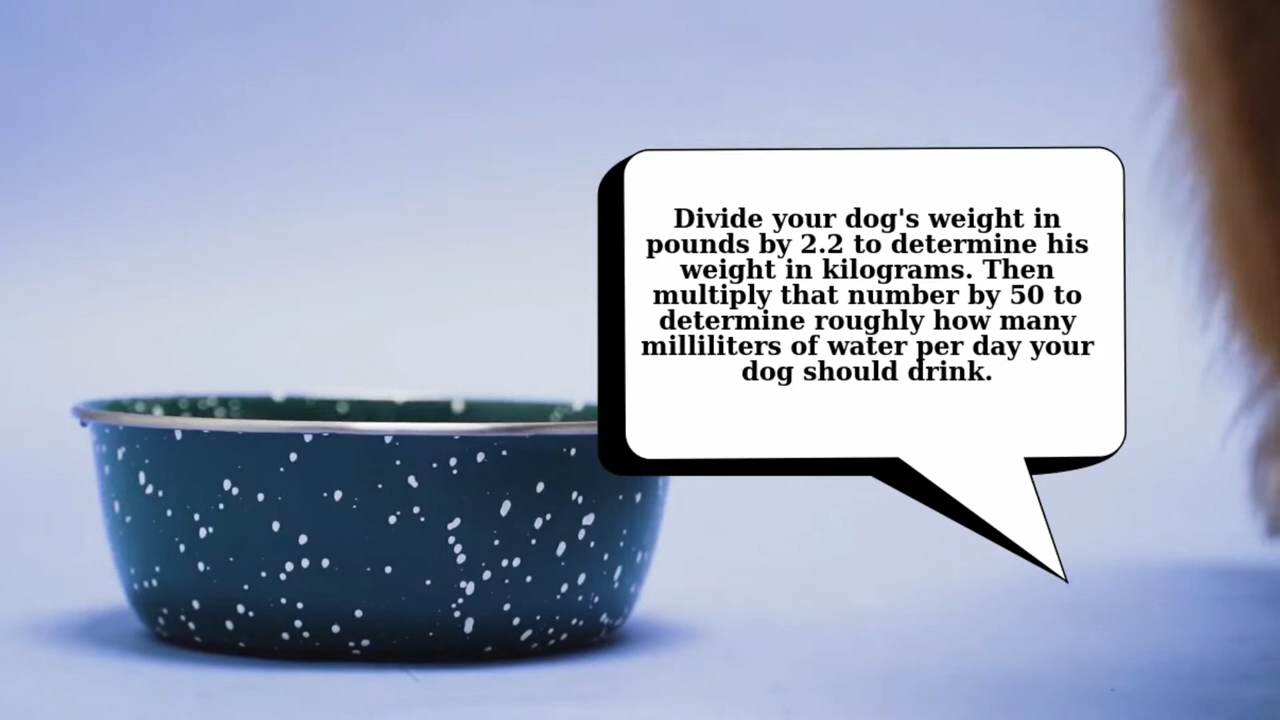 Divide your dog's weight in
pounds by 2.2 to determine his
weight in kilograms. Then
multiply that number by 50 to
determine roughly how many
milliliters of water per day your
dog should drink.